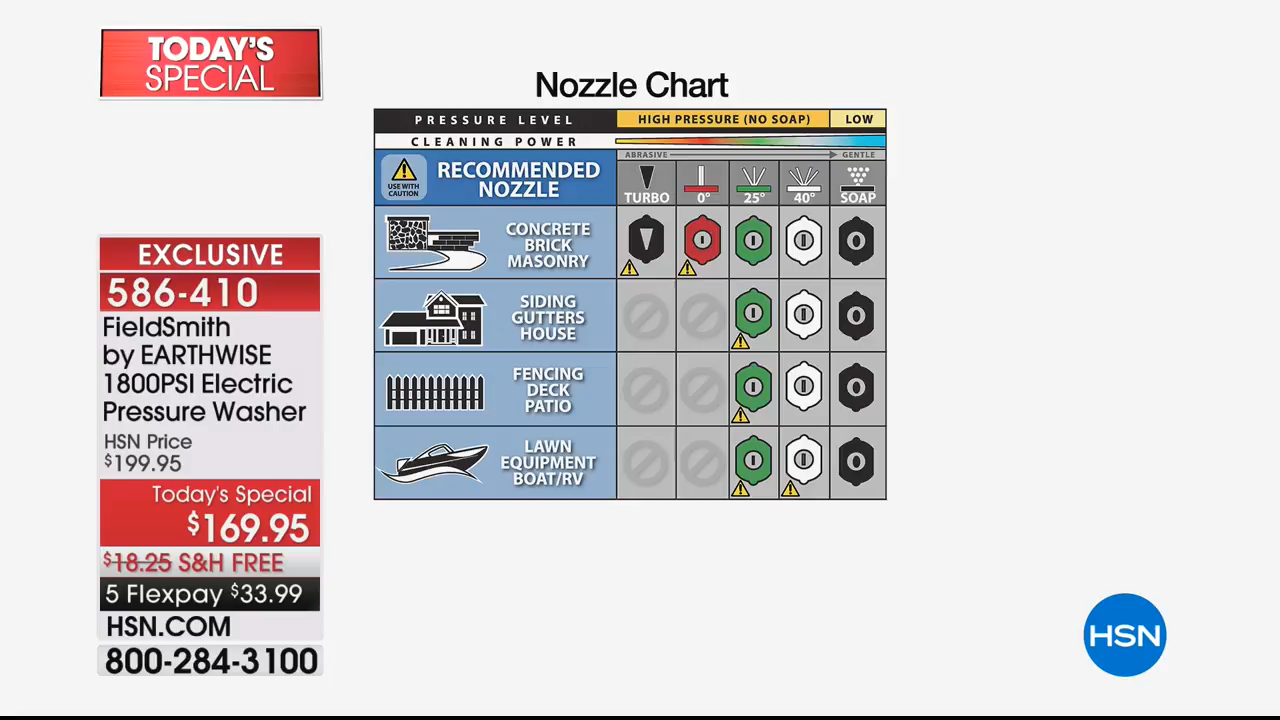 TODAY'S
SPECIAL
Nozzle Chart
PRESSURE LEVEL
HIGH PRESSURE (NO SOAP)
LOW
CLEANING POWER
ABRASIVE
GENTLE
USE WITH
CAUTION
RECOMMENDED
NOZZLE
TURBO
0°
25°
40°
SOAP
CONCRETE
BRICK
MASONRY
SIDING
GUTTERS
HOUSE
FENCING
DECK
PATIO
LAWN
EQUIPMENT
BOAT/RV
EXCLUSIVE
586-410
FieldSmith
by EARTHWISE
1800PSI Electric
Pressure Washer
HSN Price
$199.95
Today's Special
$169.95
$18.25 S&H FREE
5 Flexpay $33.99
HSN.COM
800-284-3100
HSN